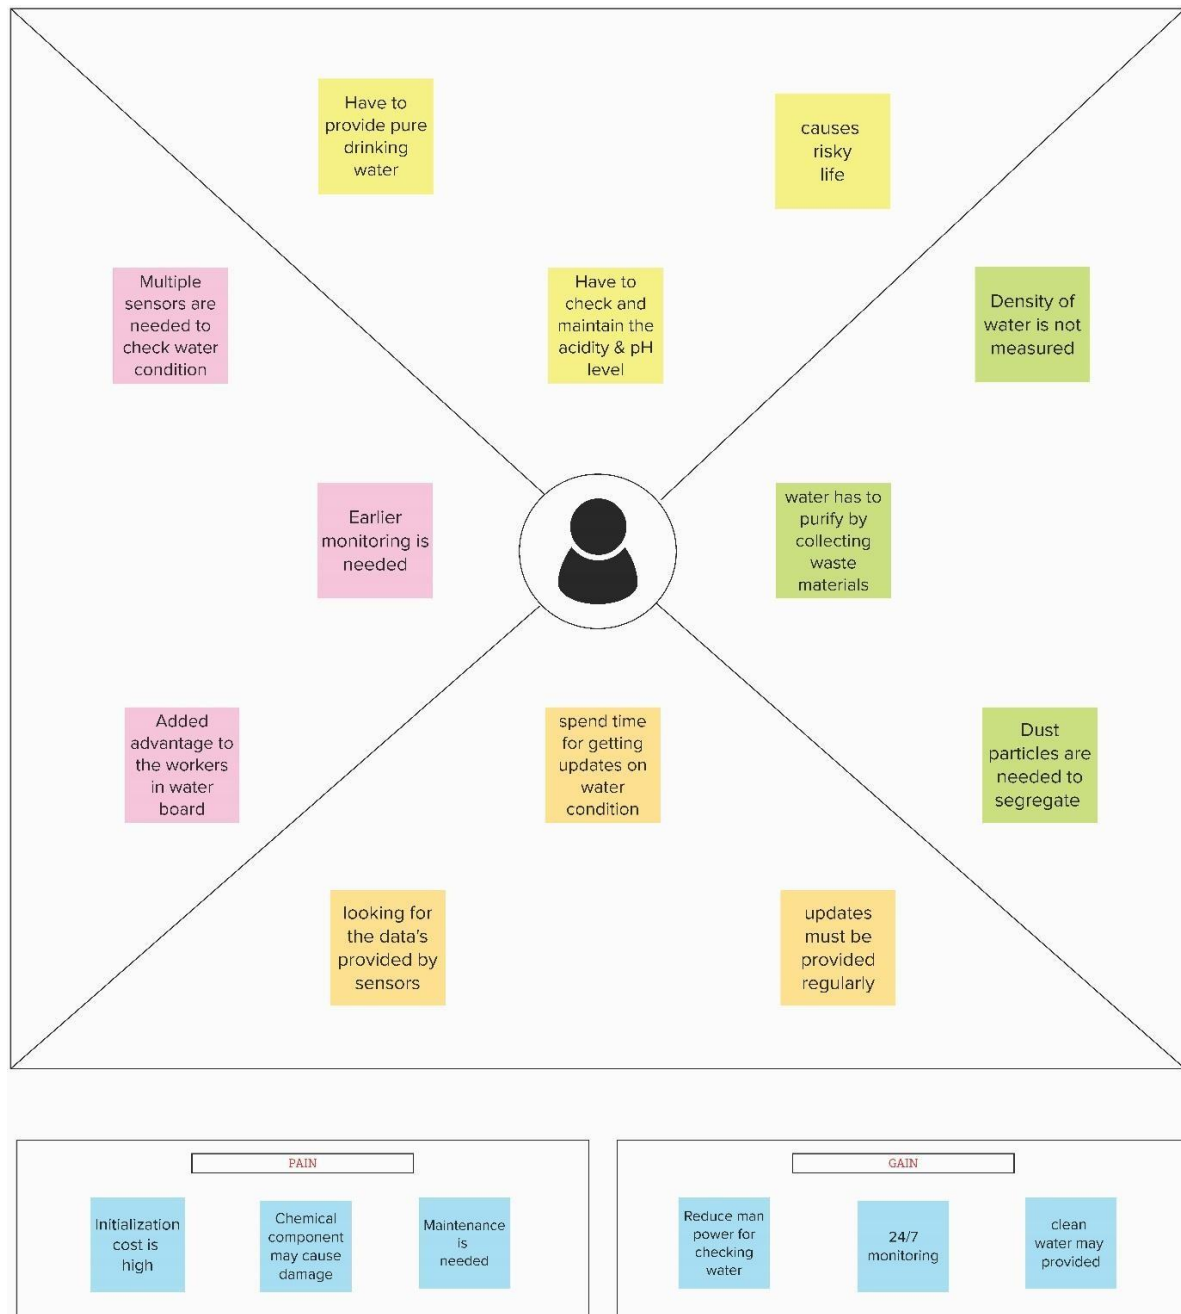 Have to
provide pure
drinking
water
causes
risky
life
Multiple
sensors are
needed to
check water
condition
Have to
check and
maintain the
acidity & pH
level
Density of
water is not
measured
Earlier
monitoring is
needed
water has to
purify by
collecting
waste
materials
Added
advantage to
the workers
in water
board
spend time
for getting
updates on
water
condition
Dust
particles are
needed to
segregate
looking for
the data's
provided by
sensors
updates
must be
provided
regularly
PAIN
Initialization
cost is
high
Chemical
component
may cause
damage
Maintenance
is
needed
GAIN
Reduce man
power for
checking
water
24/7
monitoring
clean
water may
provided